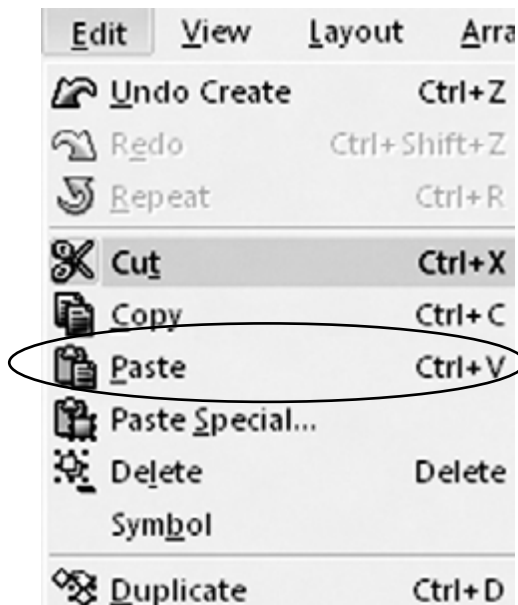 Edit View Layout Arra
Undo Create Ctrl+Z
Redo Ctrl+Shift+Z
Repeat Ctrl+R
Cut Ctrl+X
Copy Ctrl+C
Paste Ctrl+V
Paste Special...
Delete Delete
Symbol
Duplicate Ctrl+D